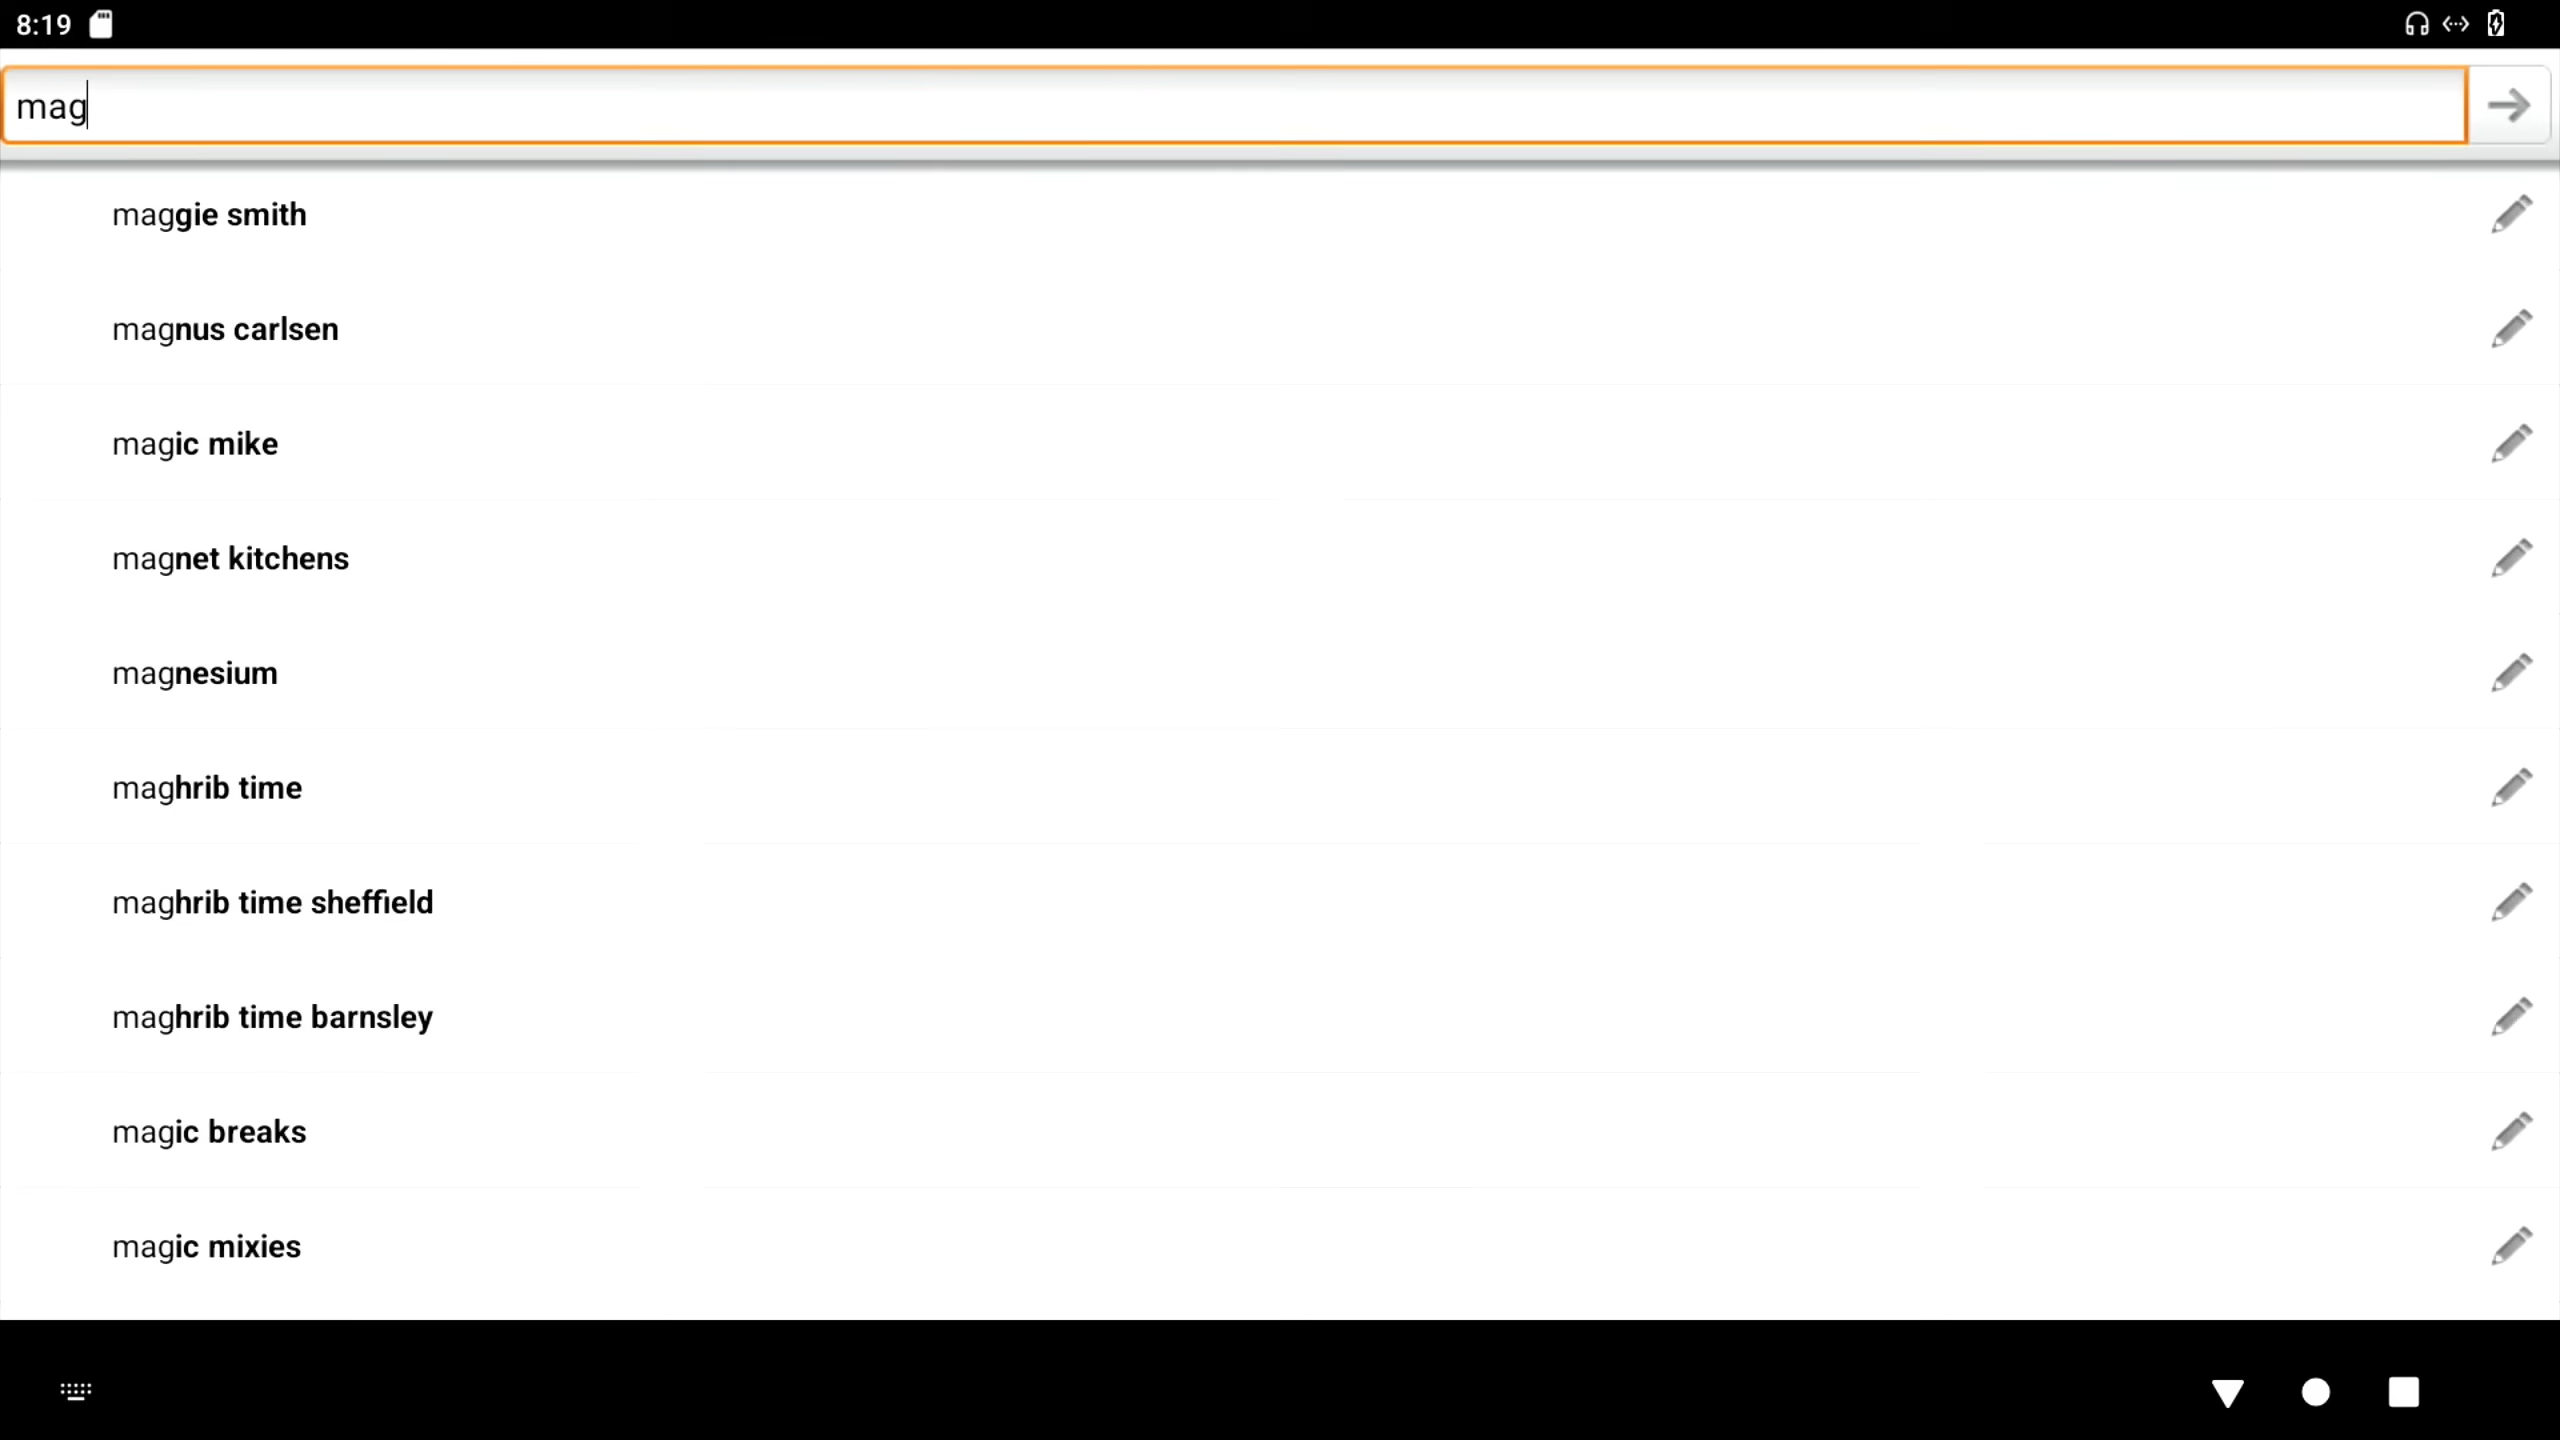 8:19
mag
maggie smith
magnus carlsen
magic mike
magnet kitchens
magnesium
maghrib time
maghrib time sheffield
maghrib time barnsley
magic breaks
magic mixies